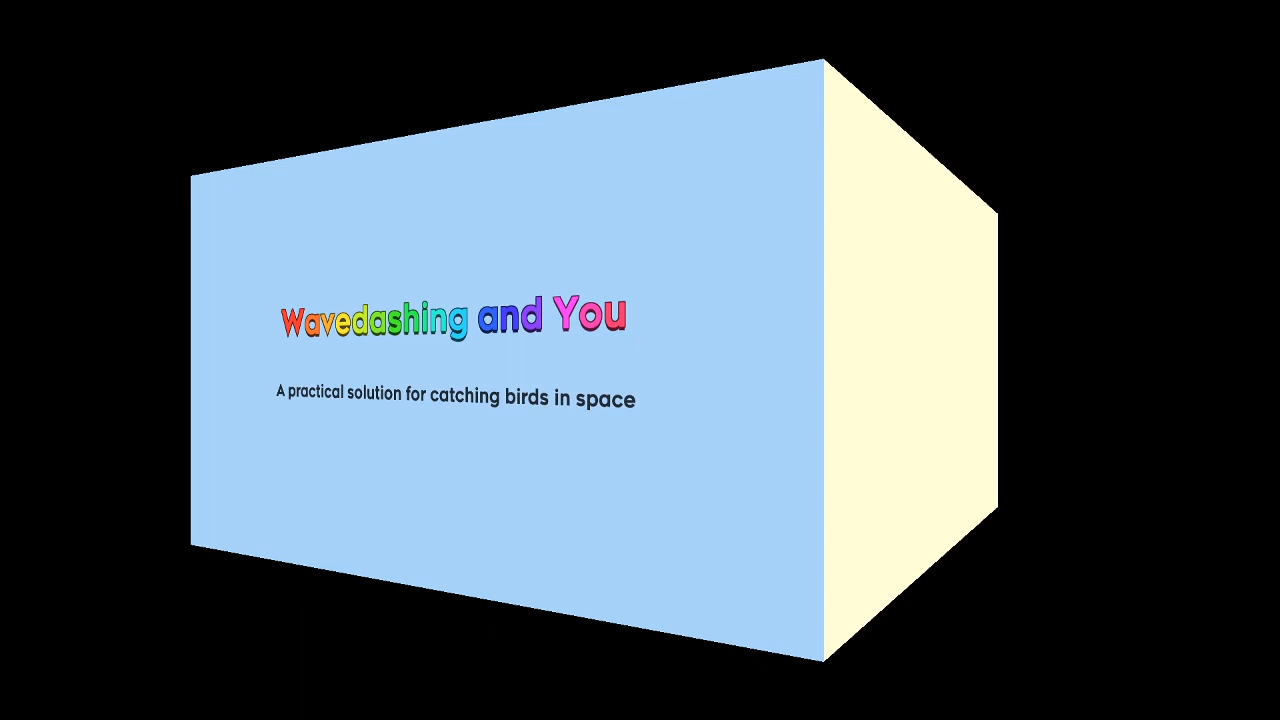 Wavedashing and You
A practical solution for catching birds in space